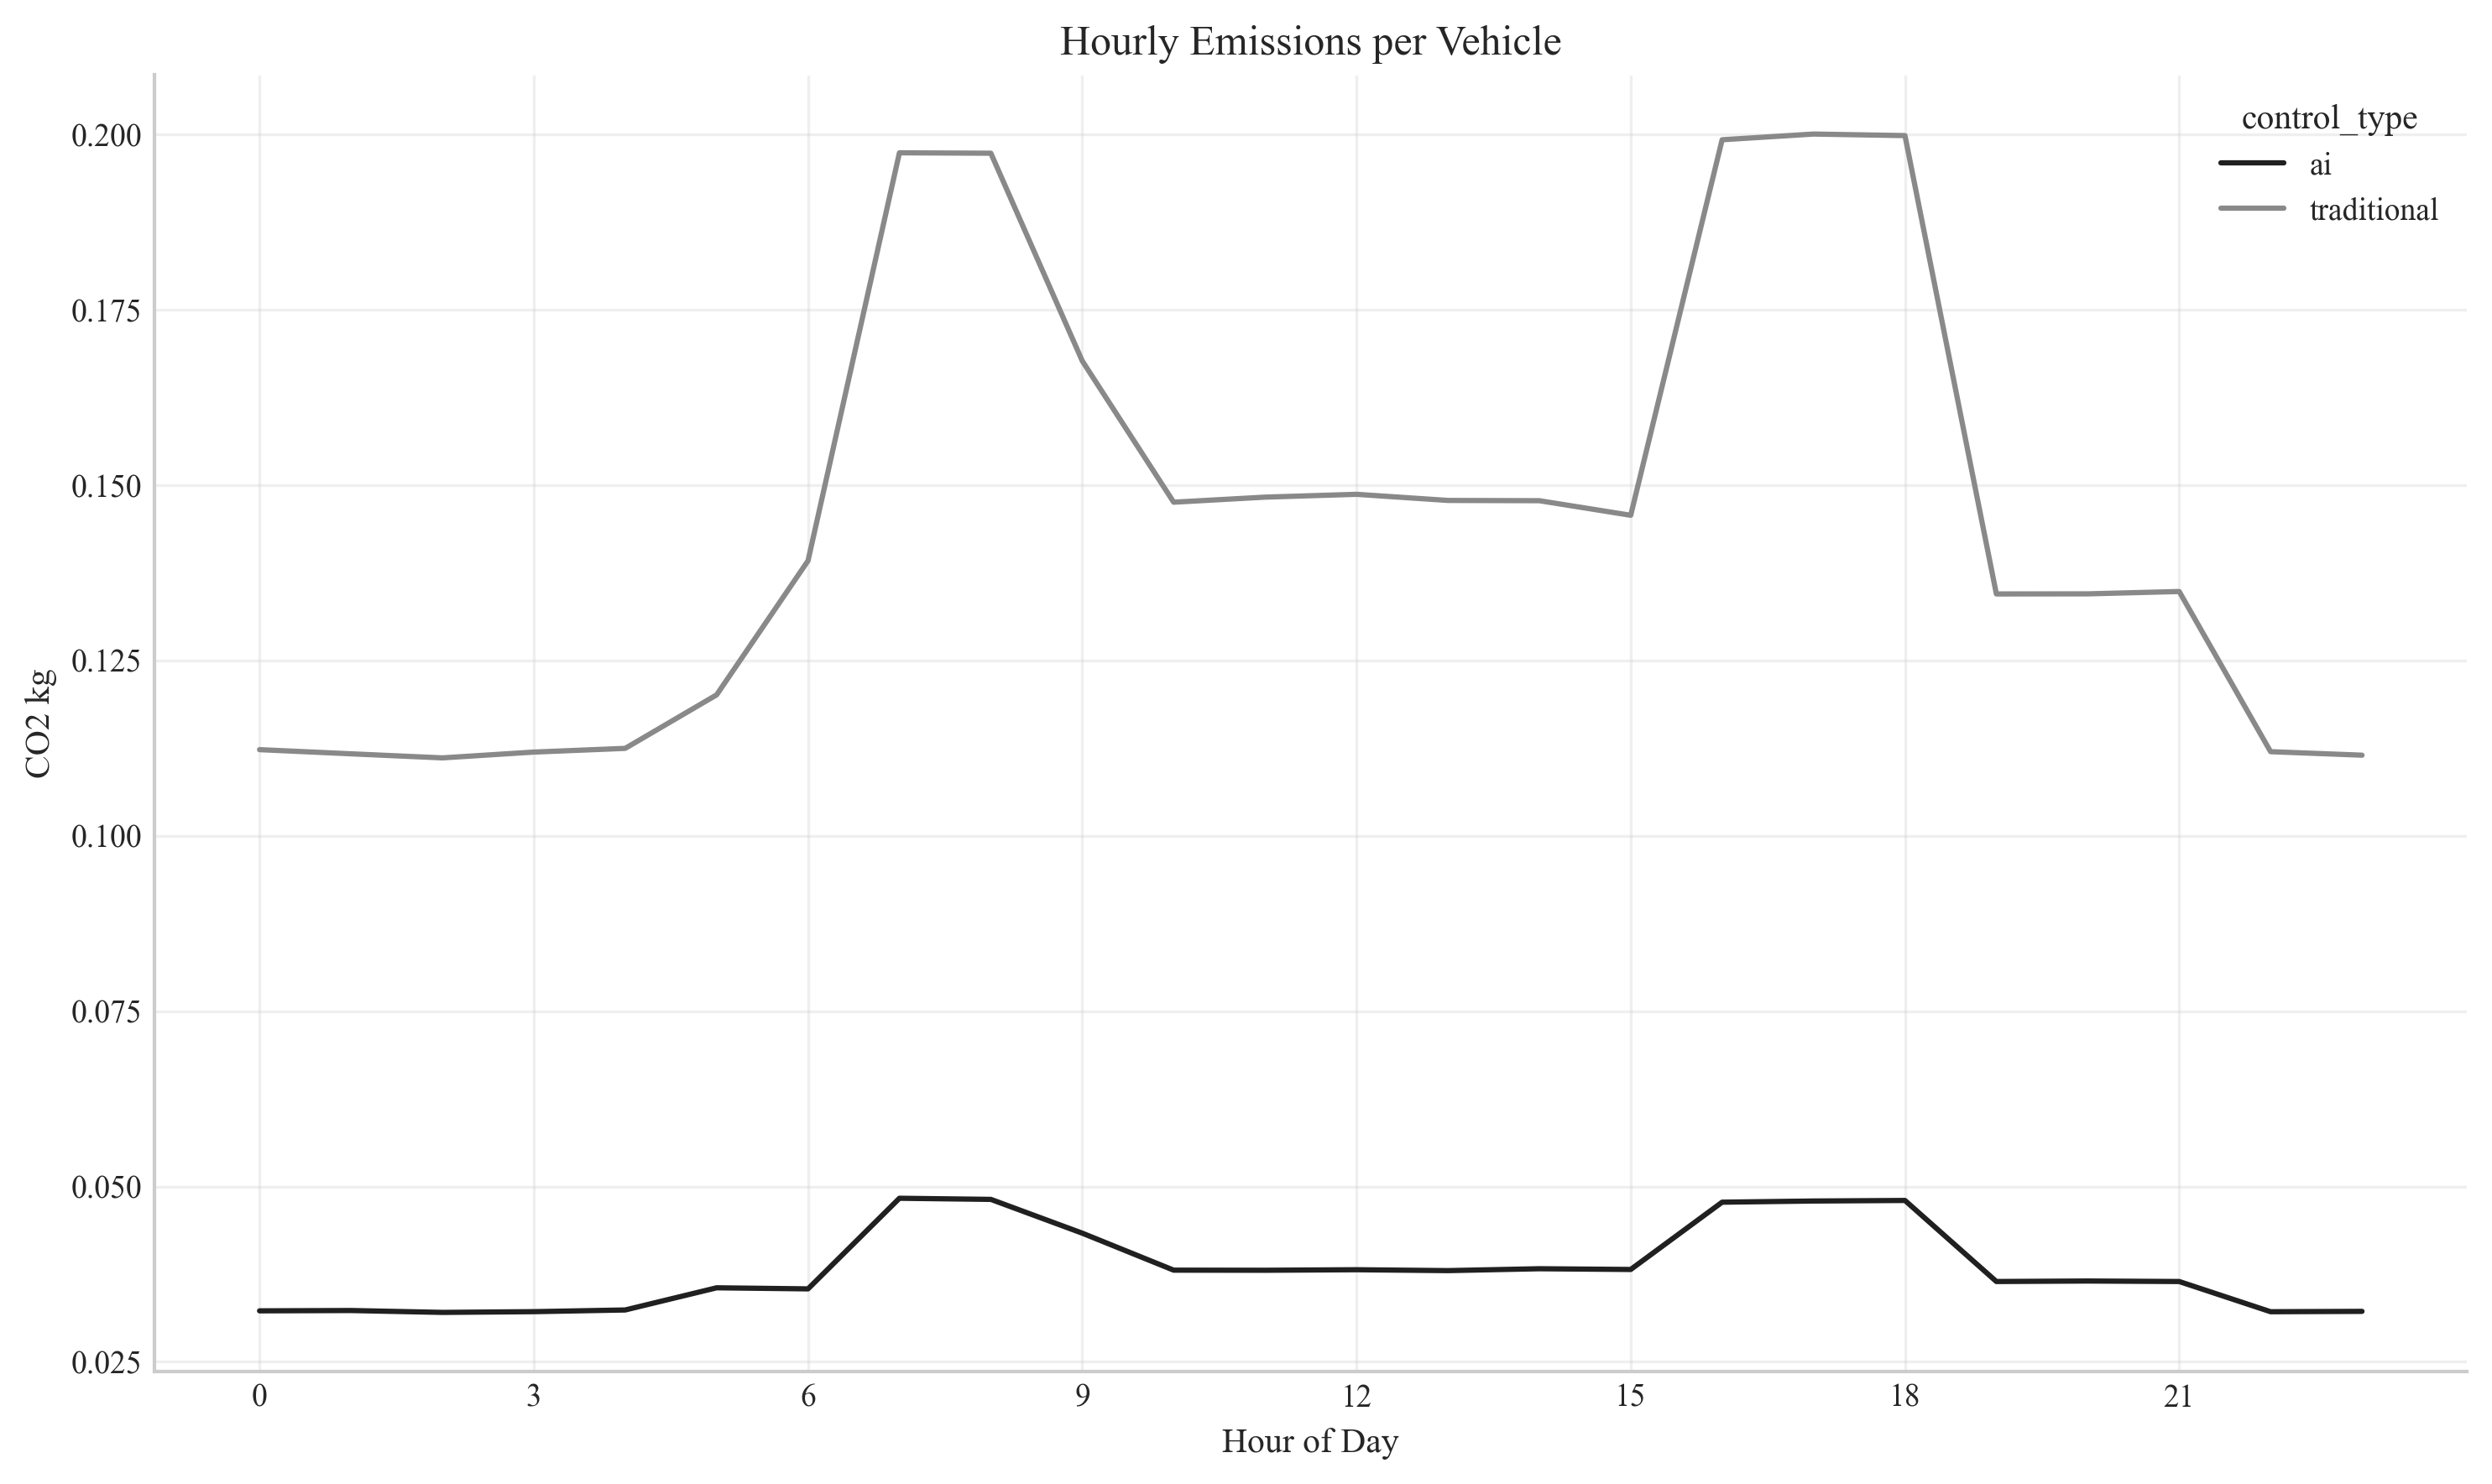 Hourly Emissions per Vehicle
control_type
ai
traditional
0.200
0.175
0.150
0.125
0.100
0.075
0.050
0.025
CO2 kg
0 3 6 9 12 15 18 21
Hour of Day